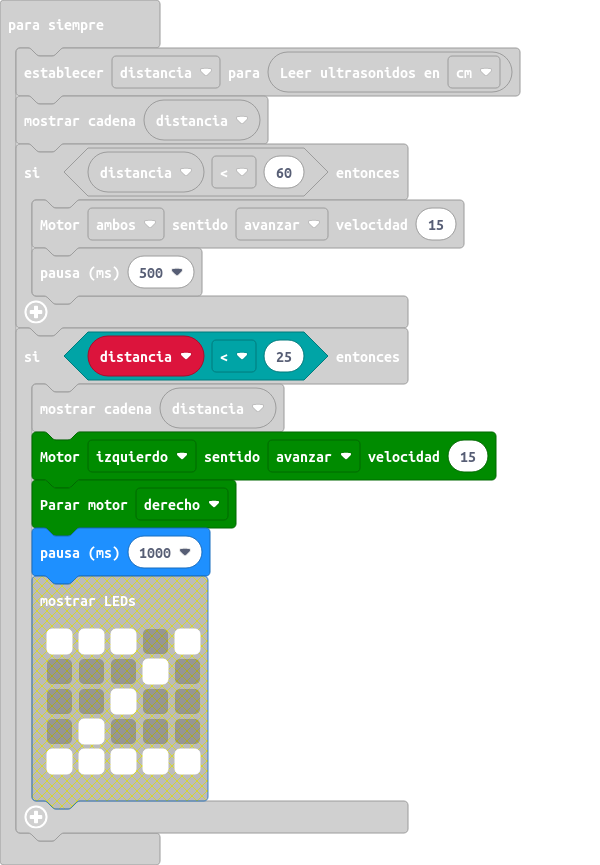 para siempre
establecer distancia para Leer ultrasonidos en cm
mostrar cadena distancia
si distancia < 60 entonces
Motor ambos sentido avanzar velocidad 15
pausa (ms) 500
si distancia < 25 entonces
mostrar cadena distancia
Motor izquierdo sentido avanzar velocidad 15
Parar motor derecho
pausa (ms) 1000
mostrar LEDs